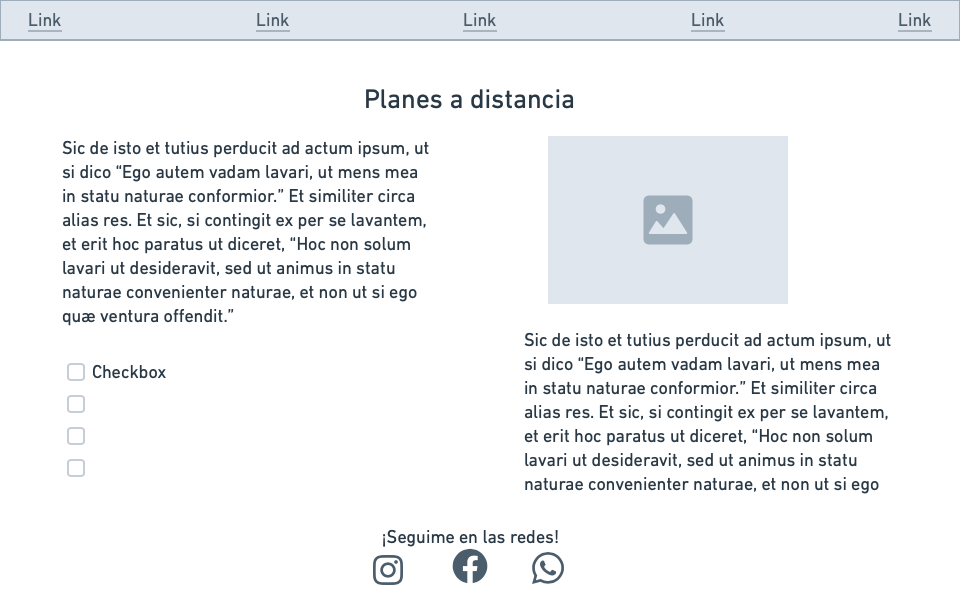 Link Link Link Link Link
Planes a distancia
Sic de isto et tutius perducit ad actum ipsum, ut
si dico “Ego autem vadam lavari, ut mens mea
in statu naturae conformior.” Et similiter circa
alias res. Et sic, si contingit ex per se lavantem,
et erit hoc paratus ut diceret, “Hoc non solum
lavari ut desideravit, sed ut animus in statu
naturae convenienter naturae, et non ut si ego
quæ ventura offendit.”
Checkbox
Sic de isto et tutius perducit ad actum ipsum, ut
si dico “Ego autem vadam lavari, ut mens mea
in statu naturae conformior.” Et similiter circa
alias res. Et sic, si contingit ex per se lavantem,
et erit hoc paratus ut diceret, “Hoc non solum
lavari ut desideravit, sed ut animus in statu
naturae convenienter naturae, et non ut si ego
¡Seguime en las redes!